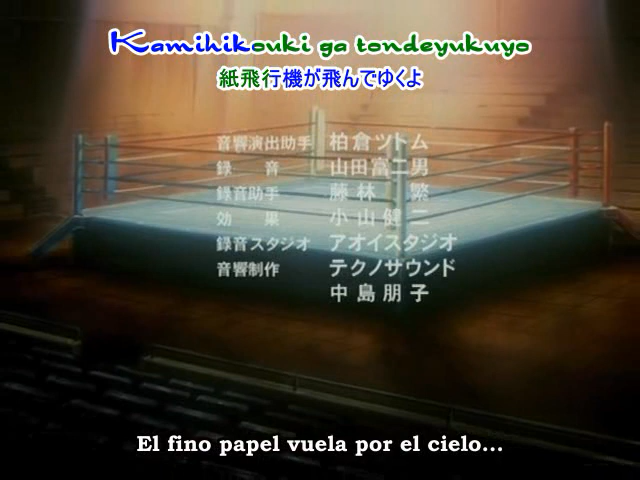 Kamihikouki ga tondeyukuyo
紙飛行機が飛んでゆくよ
音響演出助手 柏倉ツトム
録音 山田富二男
録音助手 藤林 繁
効果 小山健二
録音スタジオ アオイスタジオ
音響制作 テクノサウンド
中島朋子
El fino papel vuela por el cielo...